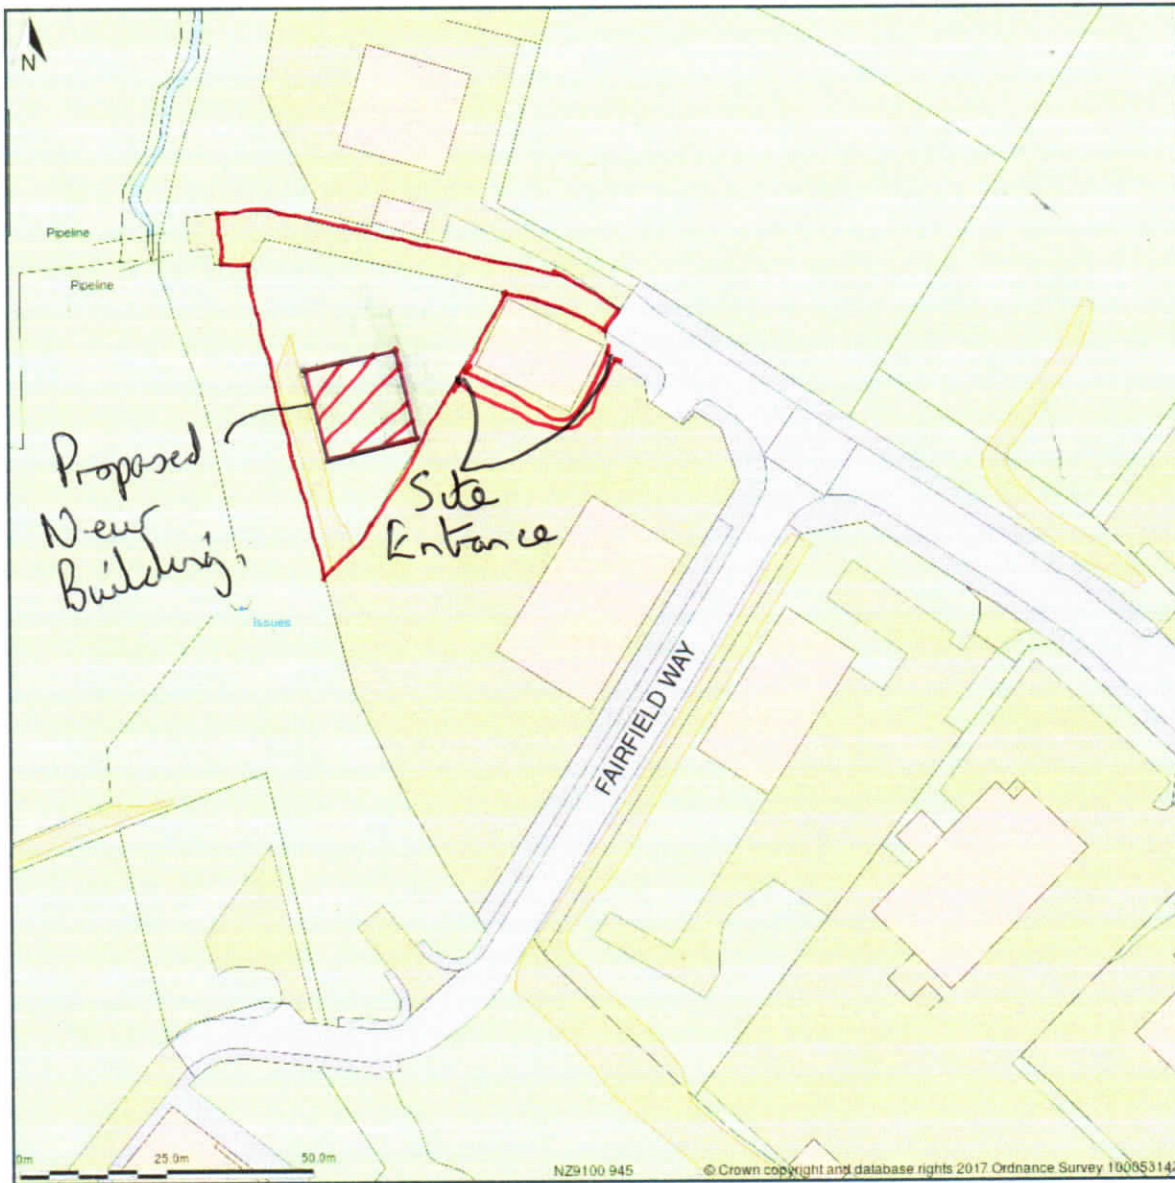 N
Pipeline
Pipeline
Proposed
New
Building.
Site
Entrance
Issues
FAIRFIELD WAY
0m
25.0m
50.0m
NZ9100 945
© Crown copyright and database rights 2017 Ordnance Survey 100053142